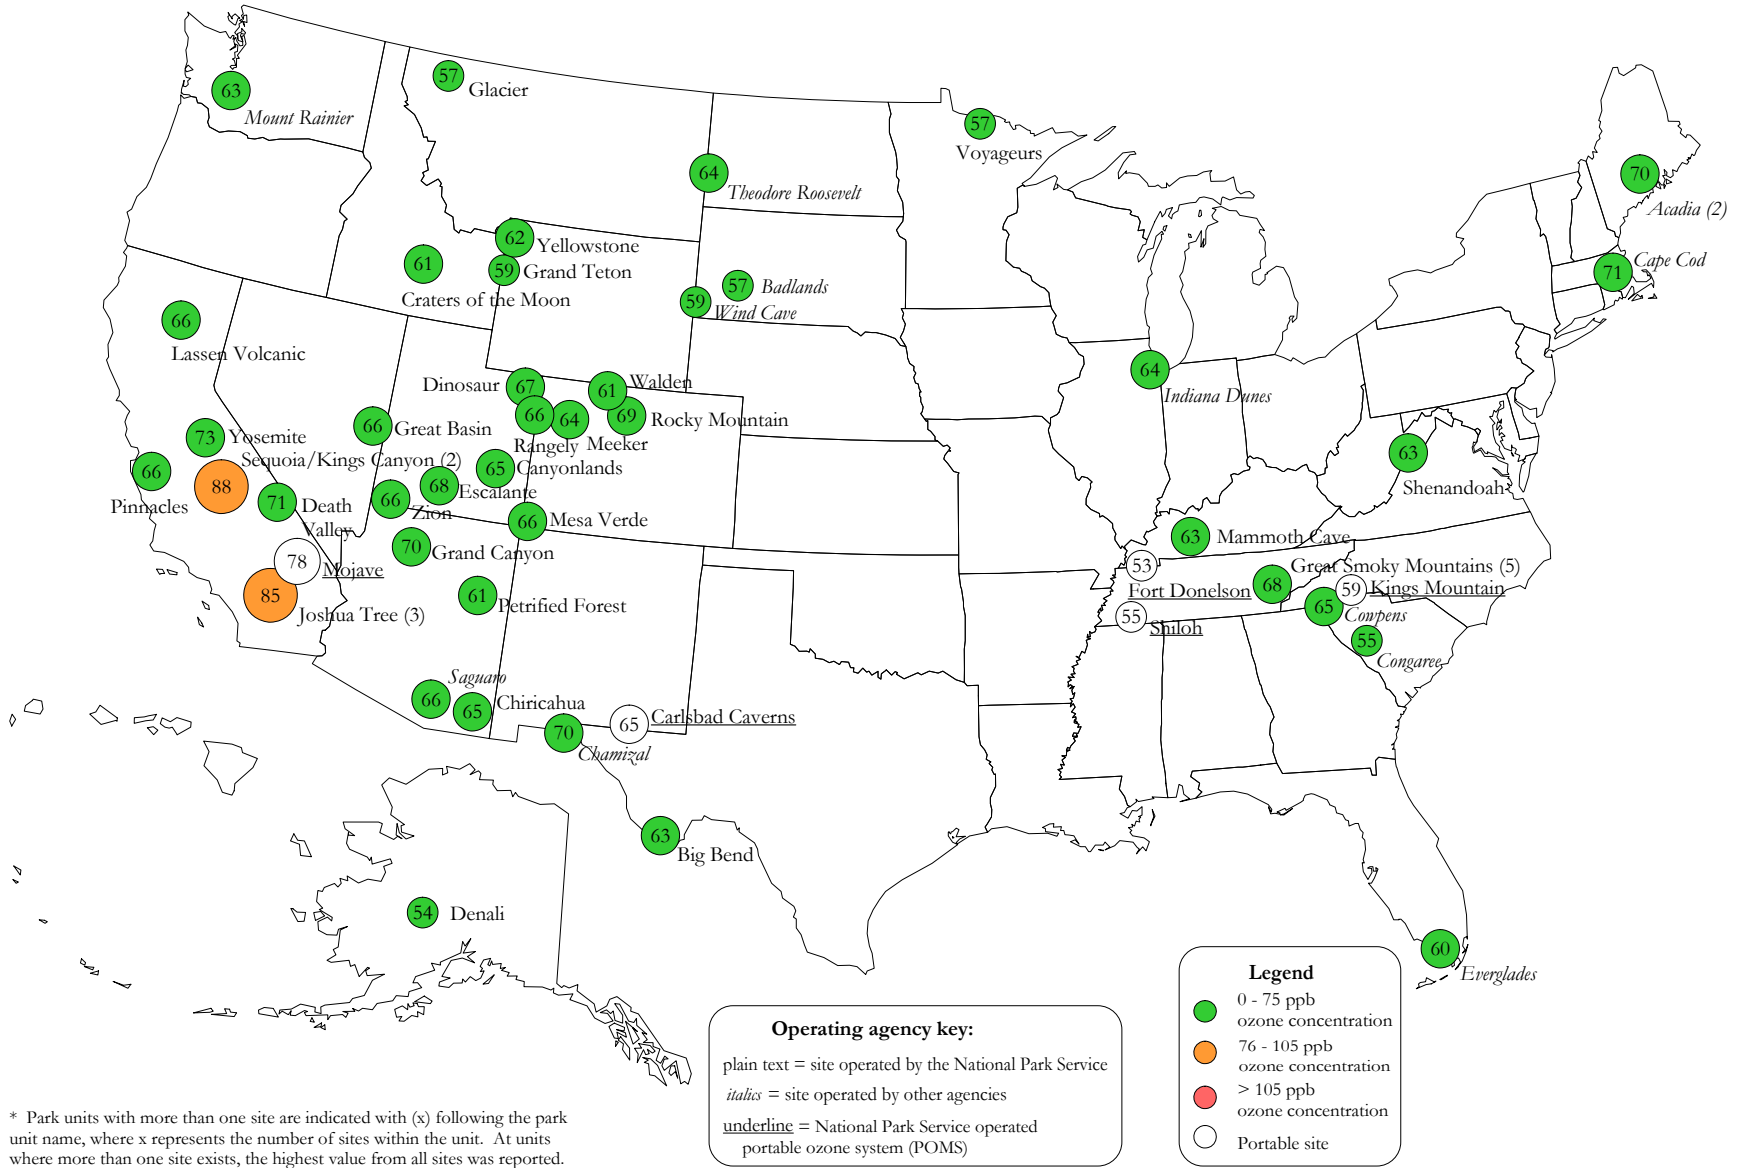 63
Mount Rainier
57
Glacier
57
Voyageurs
64
Theodore Roosevelt
70
Acadia (2)
62
Yellowstone
59
Grand Teton
61
Craters of the Moon
57
Badlands
59
Wind Cave
71
Cape Cod
66
Lassen Volcanic
64
Indiana Dunes
Dinosaur
67
61
Walden
66
Rangely
64
Meeker
69
Rocky Mountain
66
Great Basin
73
Yosemite
Sequoia/Kings Canyon (2)
88
66
Pinnacles
65
Canyonlands
68
Escalante
66
Zion
71
Death
Valley
66
Mesa Verde
70
Grand Canyon
78
Mojave
85
Joshua Tree (3)
61
Petrified Forest
63
Shenandoah
63
Mammoth Cave
53
Fort Donelson
Great Smoky Mountains (5)
68
59
Kings Mountain
65
Cowpens
55
Shiloh
55
Congaree
Saguaro
66
65
Chiricahua
70
Chamizal
65
Carlsbad Caverns
63
Big Bend
54
Denali
60
Everglades
Operating agency key:
plain text = site operated by the National Park Service
italics = site operated by other agencies
underline = National Park Service operated
portable ozone system (POMS)
Legend
0 - 75 ppb
ozone concentration
76 - 105 ppb
ozone concentration
> 105 ppb
ozone concentration
Portable site
* Park units with more than one site are indicated with (x) following the park
unit name, where x represents the number of sites within the unit. At units
where more than one site exists, the highest value from all sites was reported.